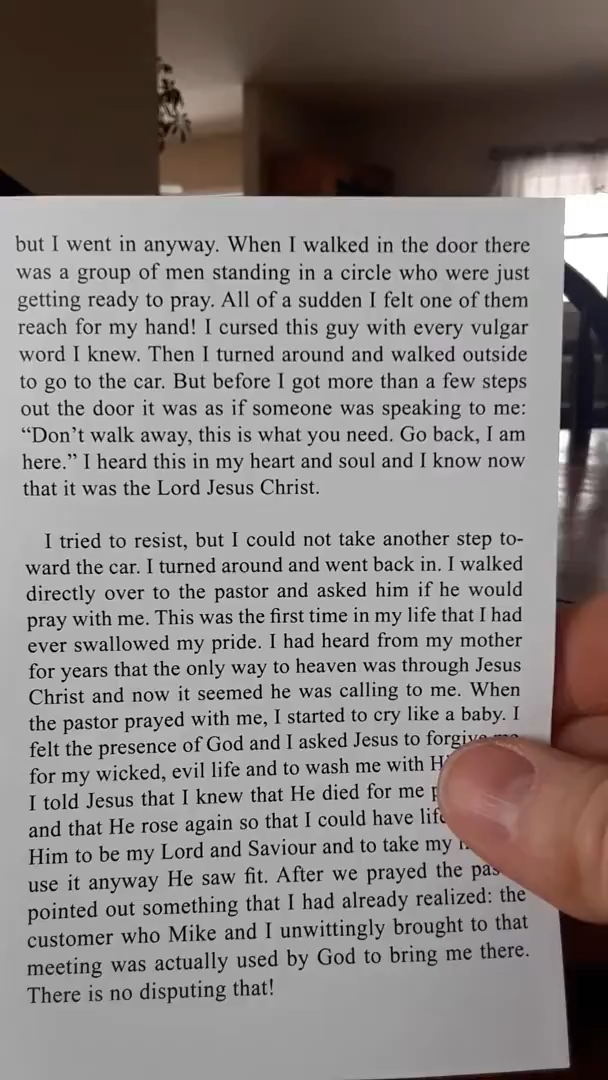 but I went in anyway. When I walked in the door there
was a group of men standing in a circle who were just
getting ready to pray. All of a sudden I felt one of them
reach for my hand! I cursed this guy with every vulgar
word I knew. Then I turned around and walked outside
to go to the car. But before I got more than a few steps
out the door it was as if someone was speaking to me:
“Don’t walk away, this is what you need. Go back, I am
here.” I heard this in my heart and soul and I know now
that it was the Lord Jesus Christ.
I tried to resist, but I could not take another step to-
ward the car. I turned around and went back in. I walked
directly over to the pastor and asked him if he would
pray with me. This was the first time in my life that I had
ever swallowed my pride. I had heard from my mother
for years that the only way to heaven was through Jesus
Christ and now it seemed he was calling to me. When
the pastor prayed with me, I started to cry like a baby. I
felt the presence of God and I asked Jesus to forgive me
for my wicked, evil life and to wash me with
I told Jesus that I knew that He died for me
and that He rose again so that I could have
Him to be my Lord and Saviour and to take my
use it anyway He saw fit. After we prayed the
pointed out something that I had already realized: the
customer who Mike and I unwittingly brought to that
meeting was actually used by God to bring me there.
There is no disputing that!